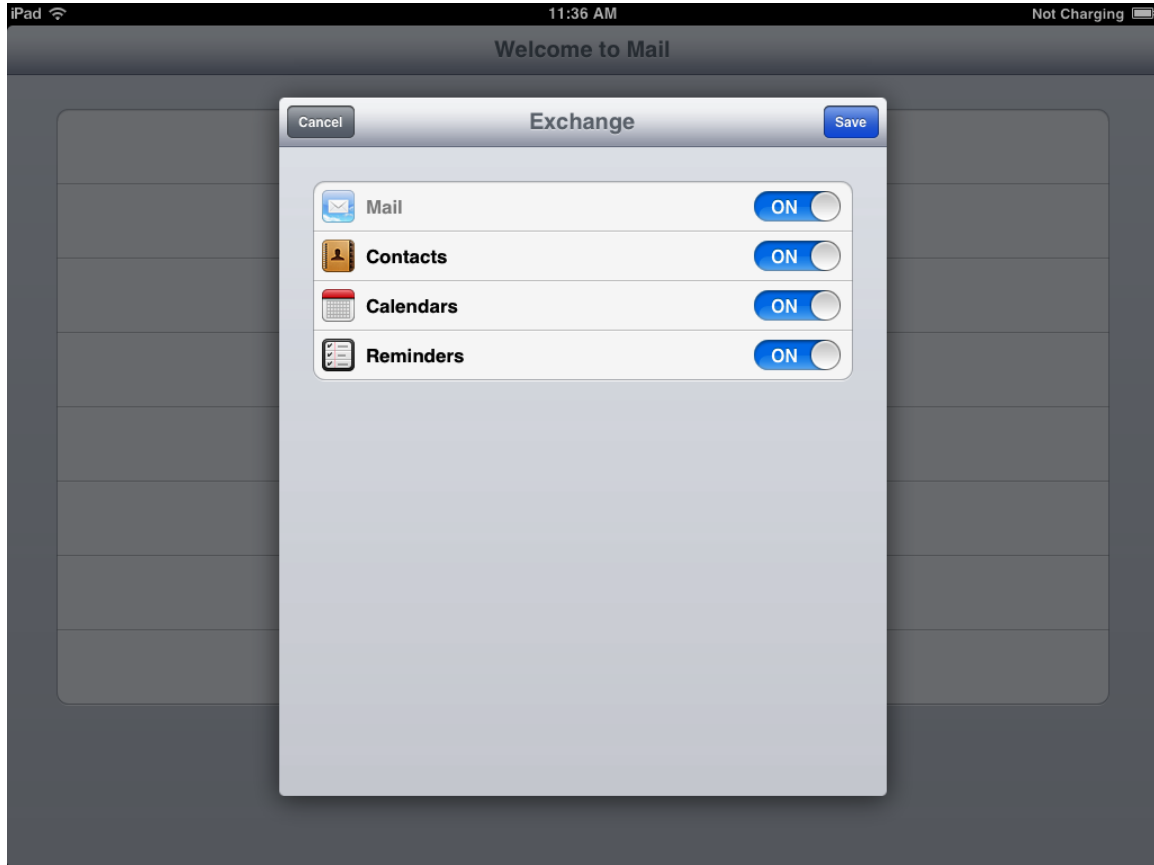 iPad 11:36 AM Not Charging
Welcome to Mail
Cancel Exchange Save
Mail ON
Contacts ON
Calendars ON
Reminders ON